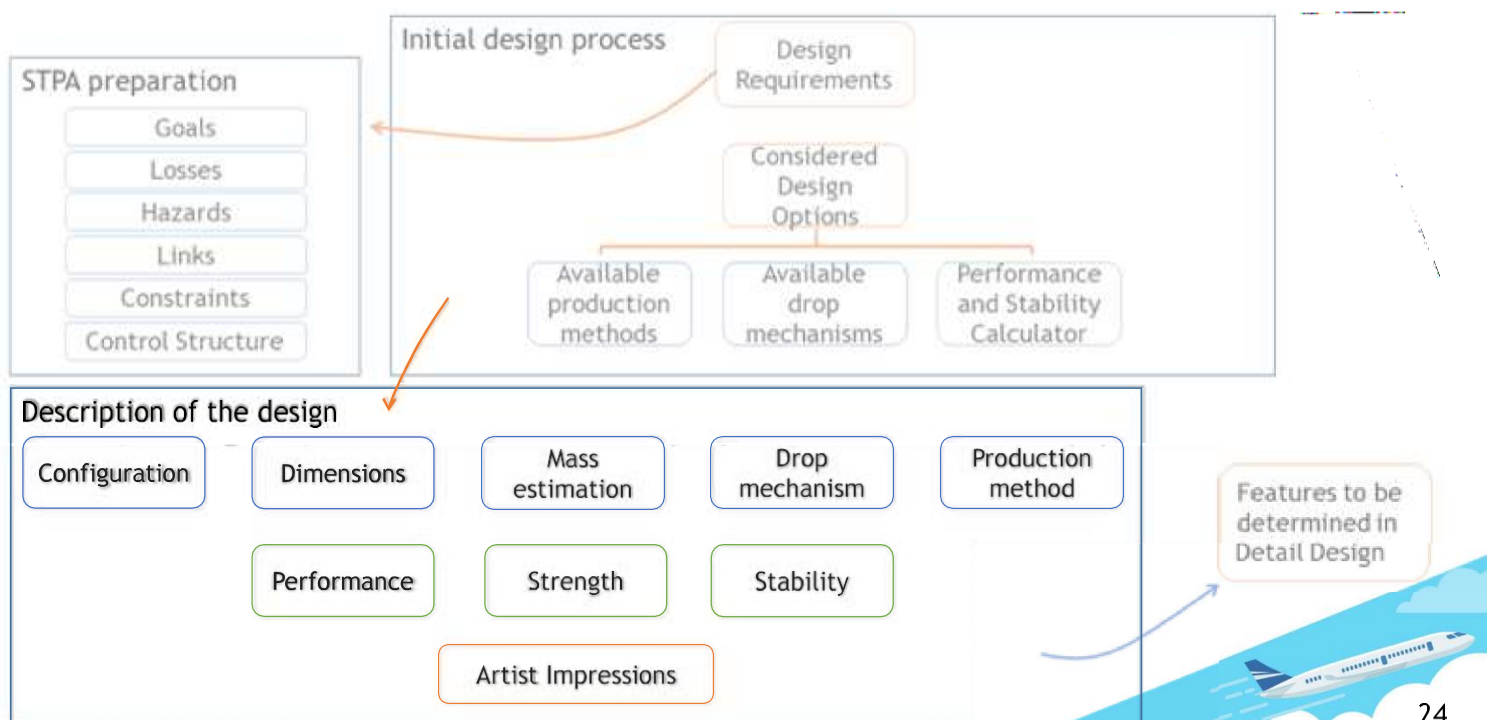 Initial design process
Design
Requirements
STPA preparation
Goals
Losses
Hazards
Links
Constraints
Control Structure
Considered
Design
Options
Available
production
methods
Available
drop
mechanisms
Performance
and Stability
Calculator
Description of the design
Configuration
Dimensions
Mass
estimation
Drop
mechanism
Production
method
Performance
Strength
Stability
Artist Impressions
Features to be
determined in
Detail Design
24